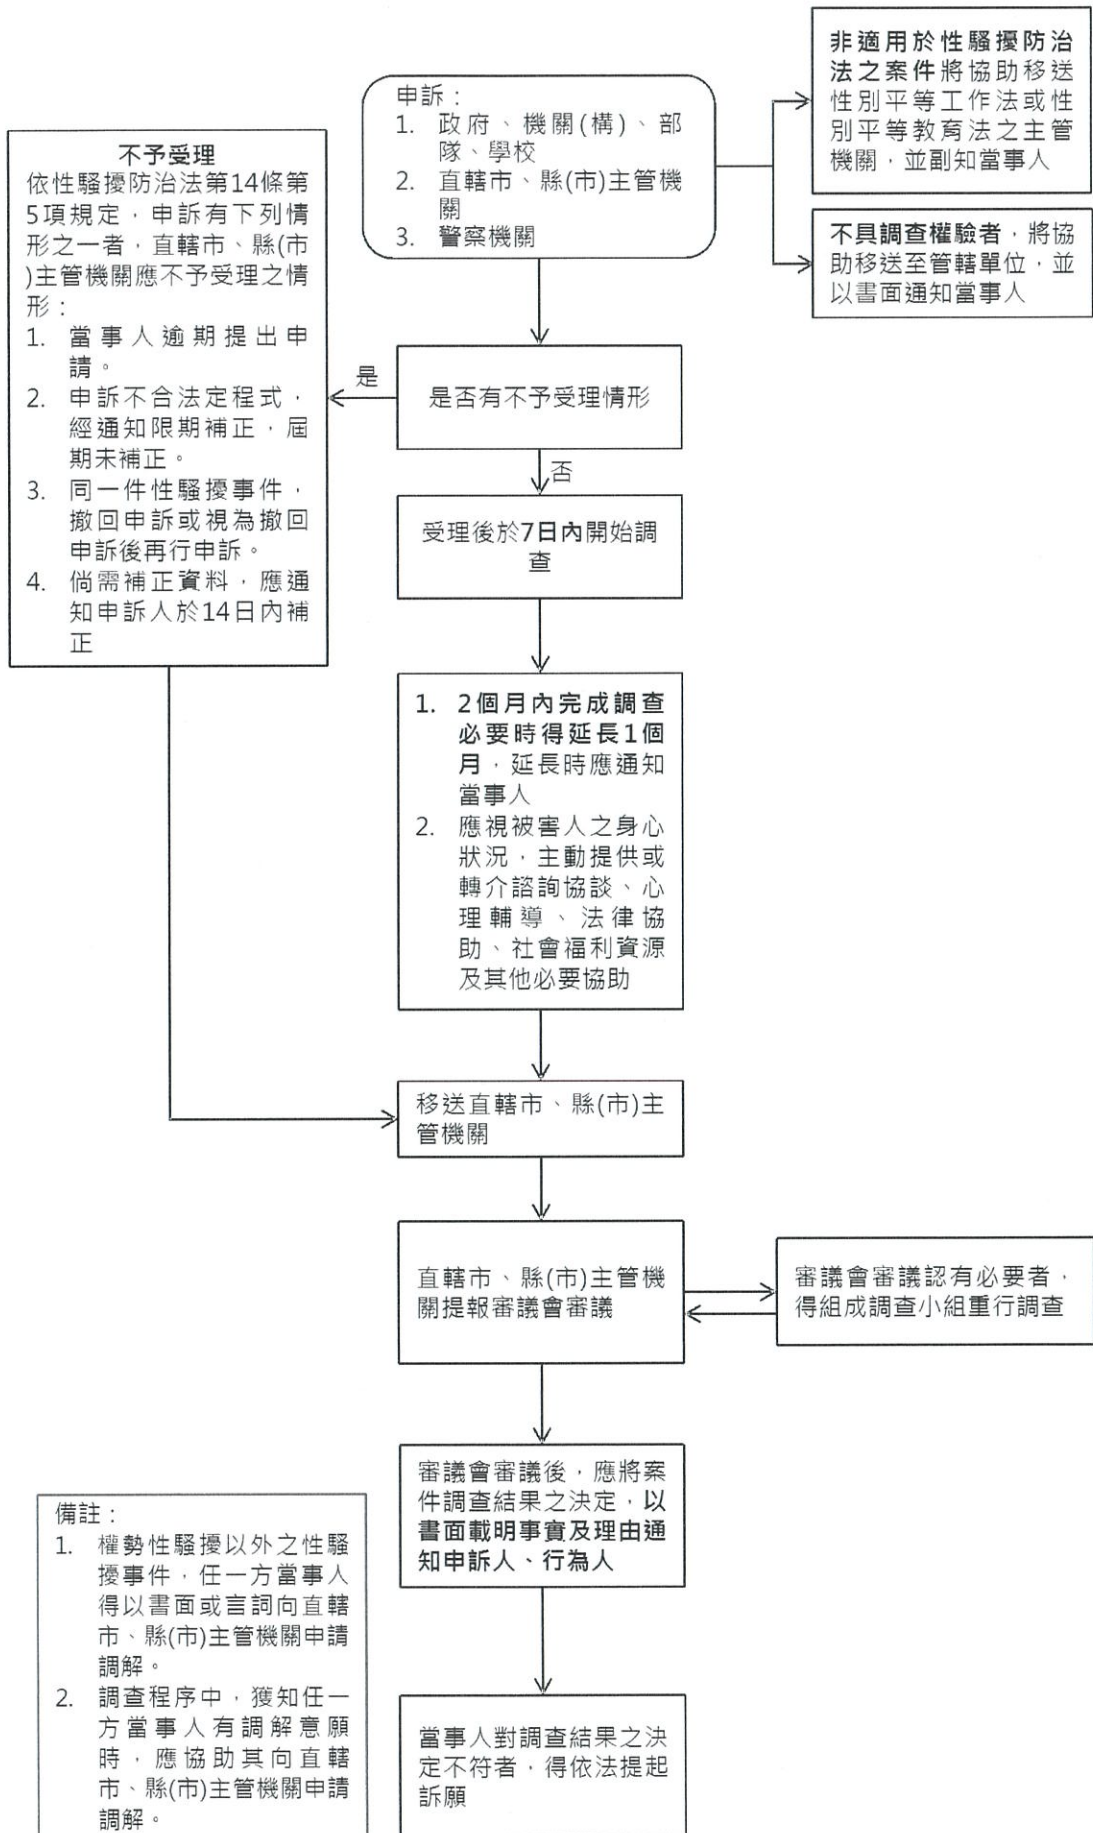 申訴：
1. 政府、機關(構)、部
隊、學校
2. 直轄市、縣(市)主管機
關
3. 警察機關
非適用於性騷擾防治
法之案件將協助移送
性別平等工作法或性
別平等教育法之主管
機關，並副知當事人
不具調查權驗者，將協
助移送至管轄單位，並
以書面通知當事人
不予受理
依性騷擾防治法第14條第
5項規定，申訴有下列情
形之一者，直轄市、縣(市
)主管機關應不予受理之情
形：
1. 當事人逾期提出申
請。
2. 申訴不合法定程式，
經通知限期補正，屆
期未補正。
3. 同一件性騷擾事件，
撤回申訴或視為撤回
申訴後再行申訴。
4. 倘需補正資料，應通
知申訴人於14日內補
正
是
是否有不予受理情形
否
受理後於7日內開始調
查
1. 2個月內完成調查
必要時得延長1個
月，延長時應通知
當事人
2. 應視被害人之身心
狀況，主動提供或
轉介諮詢協談、心
理輔導、法律協
助、社會福利資源
及其他必要協助
移送直轄市、縣(市)主
管機關
直轄市、縣(市)主管機
關提報審議會審議
審議會審議認有必要者，
得組成調查小組重行調查
審議會審議後，應將案
件調查結果之決定，以
書面載明事實及理由通
知申訴人、行為人
備註：
1. 權勢性騷擾以外之性騷
擾事件，任一方當事人
得以書面或言詞向直轄
市、縣(市)主管機關申請
調解。
2. 調查程序中，獲知任一
方當事人有調解意願
時，應協助其向直轄
市、縣(市)主管機關申請
調解。
當事人對調查結果之決
定不符者，得依法提起
訴願